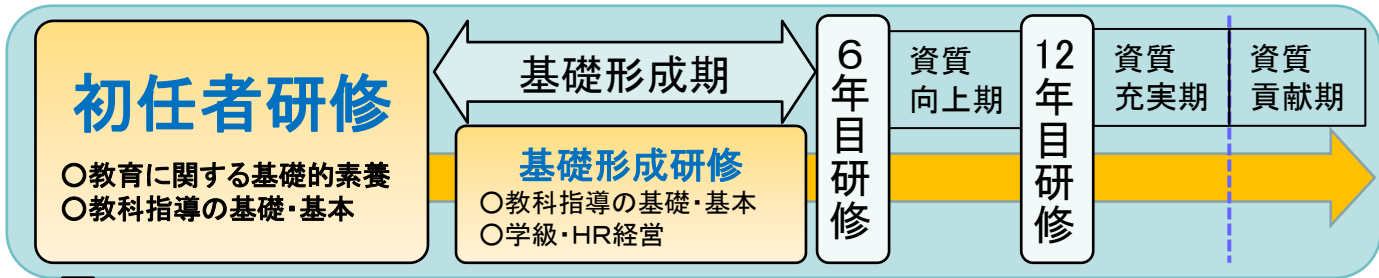 初任者研修
○教育に関する基礎的素養
○教科指導の基礎・基本
基礎形成期
基礎形成研修
○教科指導の基礎・基本
○学級・HR経営
6年目研修
資質
向上期
12年目研修
資質
充実期
資質
貢献期